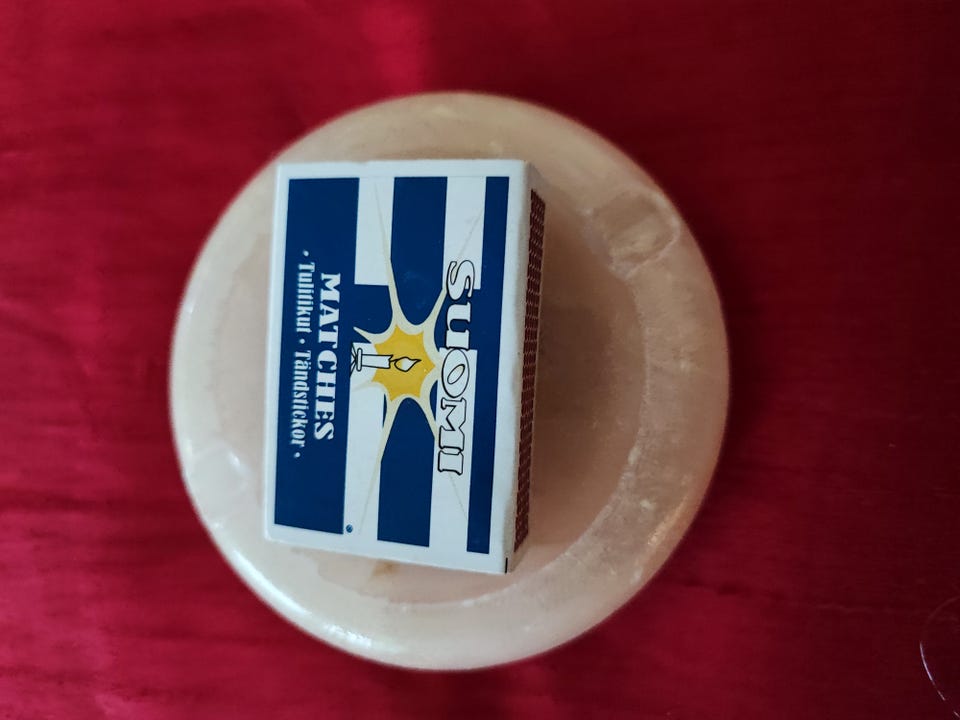 SUOMI
MATCHES
• Tulitikut • Tändstickor •